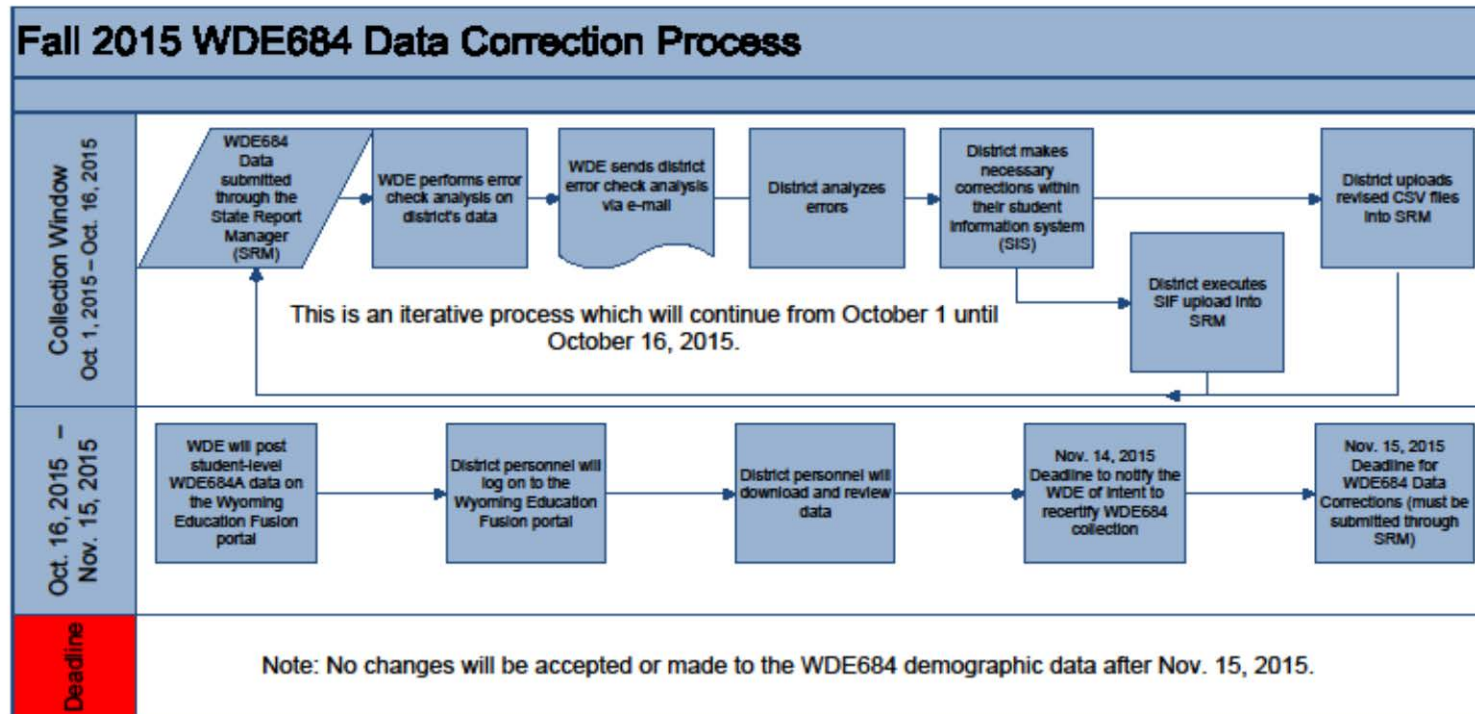 Fall 2015 WDE684 Data Correction Process
Collection Window
Oct. 1, 2015 – Oct. 16, 2015
WDE684
Data
submitted
through the
State Report
Manager
(SRM)
WDE performs error
check analysis on
district's data
WDE sends district
error check analysis
via e-mail
District analyzes
errors
District makes
necessary
corrections within
their student
information system
(SIS)
District uploads
revised CSV files
into SRM
District executes
SIF upload into
SRM
This is an iterative process which will continue from October 1 until
October 16, 2015.
Oct. 16, 2015 –
Nov. 15, 2015
WDE will post
student-level
WDE684A data on
the Wyoming
Education Fusion
portal
District personnel will
log on to the
Wyoming Education
Fusion portal
District personnel will
download and review
data
Nov. 14, 2015
Deadline to notify the
WDE of intent to
recertify WDE684
collection
Nov. 15, 2015
Deadline for
WDE684 Data
Corrections (must be
submitted through
SRM)
Deadline
Note: No changes will be accepted or made to the WDE684 demographic data after Nov. 15, 2015.